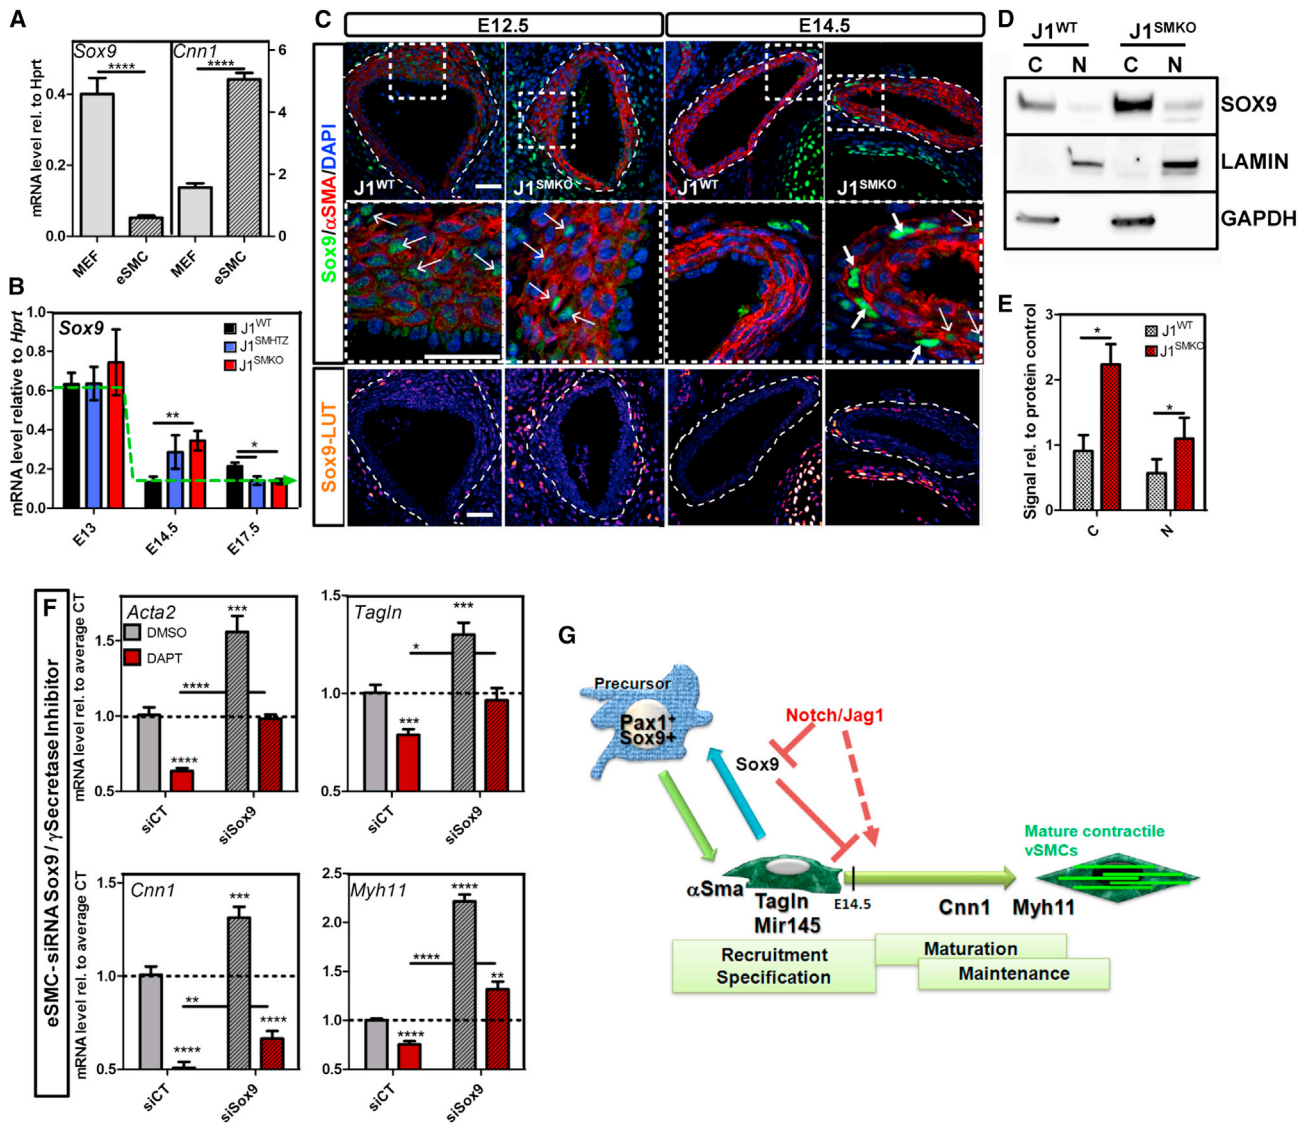 A
mRNA level rel. to Hprt
Sox9
Cnn1
****
****
0.4
0.2
0.0
6
4
2
0
MEF
eSMC
MEF
eSMC
B
mRNA level relative to Hprt
Sox9
J1WT
J1SMHTZ
J1SMKO
1.0
0.8
0.6
0.4
0.2
0.0
**
*
E13
E14.5
E17.5
C
E12.5
E14.5
Sox9/αSMA/DAPI
J1WT
J1SMKO
J1WT
J1SMKO
Sox9-LUT
D
J1WT
J1SMKO
C
N
C
N
SOX9
LAMIN
GAPDH
E
Signal rel. to protein control
3
2
1
0
J1WT
J1SMKO
*
*
C
N
F
eSMC-siRNA Sox9 / γSecretase Inhibitor
mRNA level rel. to average CT
Acta2
DMSO
DAPT
1.5
1.0
0.5
***
****
****
siCT
siSox9
Tagln
1.5
1.0
0.5
***
*
***
siCT
siSox9
mRNA level rel. to average CT
Cnn1
1.5
1.0
0.5
***
**
****
****
siCT
siSox9
Myh11
2.5
2.0
1.5
1.0
0.5
****
****
**
****
siCT
siSox9
G
Precursor
Pax1+
Sox9+
Notch/Jag1
Sox9
Mature contractile
vSMCs
αSma
Tagln
Mir145
E14.5
Cnn1
Myh11
Recruitment
Specification
Maturation
Maintenance